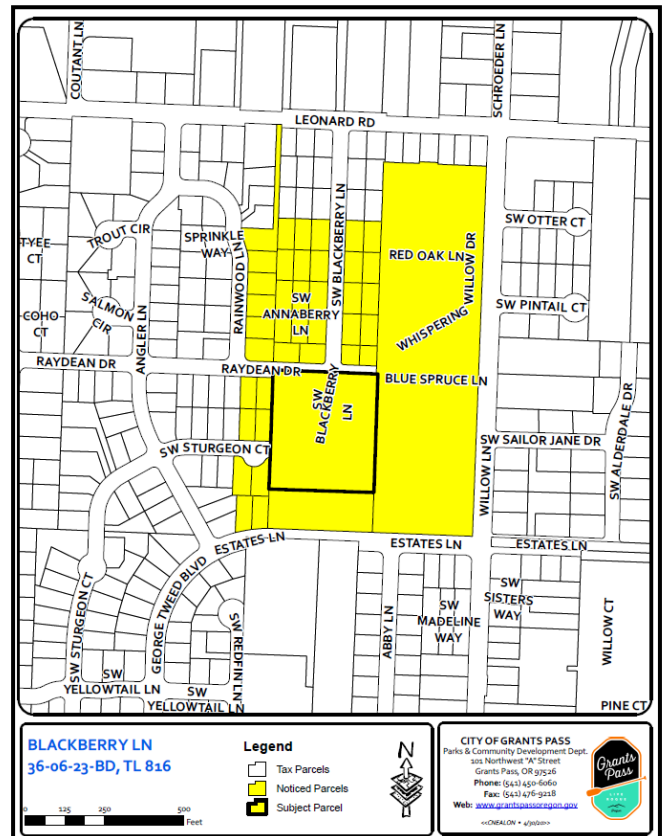 COUTANT LN
SCHROEDER LN
LEONARD RD
TROUT CIR
SPRINKLE
WAY
TYEE
CT
RAINWOOD LN
SW BLACKBERRY LN
RED OAK LN
WILLOW DR
SW OTTER CT
SALMON
CIR
COHO
CT
ANGLER LN
SW
ANNABERRY
LN
WHISPERING
SW PINTAIL CT
RAYDEAN DR
RAYDEAN DR
SW
BLACKBERRY
LN
BLUE SPRUCE LN
SW ALDERDALE DR
SW STURGEON CT
SW SAILOR JANE DR
WILLOW LN
ESTATES LN
ESTATES LN
ESTATES LN
SW STURGEON CT
GEORGE TWEED BLVD
SW REDFIN LN
ABBY LN
SW
MADELINE
WAY
SW
SISTERS
WAY
WILLOW CT
SW
YELLOWTAIL LN
SW
YELLOWTAIL LN
PINE CT
BLACKBERRY LN
36-06-23-BD, TL 816
0 125 250 500
Feet
Legend
Tax Parcels
Noticed Parcels
Subject Parcel
N
CITY OF GRANTS PASS
Parks & Community Development Dept.
101 Northwest "A" Street
Grants Pass, OR 97526
Phone: (541) 450-6060
Fax: (541) 476-9218
Web: www.grantspassoregon.gov
Grants
Pass